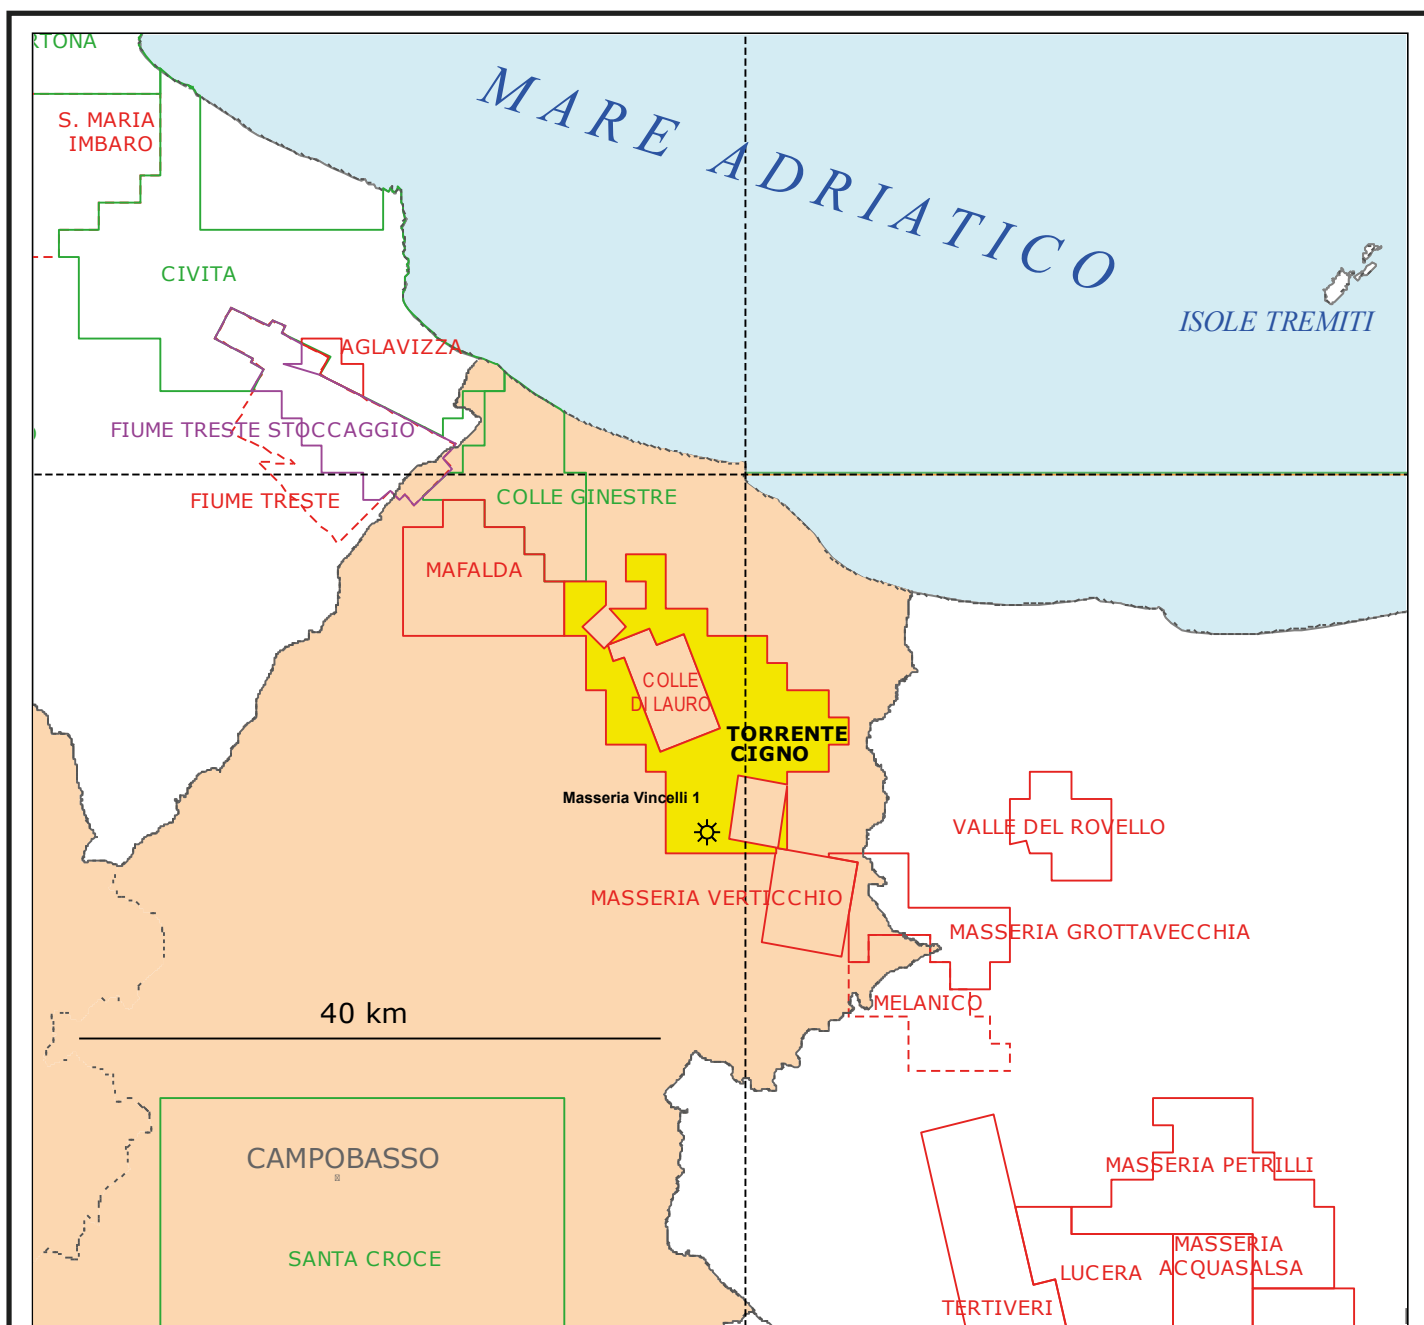 RTONA
S. MARIA
IMBARO
MARE ADRIATICO
CIVITA
ISOLE TREMITI
AGLAVIZZA
FIUME TRESTE STOCCAGGIO
FIUME TRESTE
COLLE GINESTRE
MAFALDA
COLLE
DI LAURO
TORRENTE
CIGNO
Masseria Vincelli 1
VALLE DEL ROVELLO
MASSERIA VERTICCHIO
MASSERIA GROTTAVECCHIA
MELANICO
40 km
CAMPOBASSO
MASSERIA PETRILLI
SANTA CROCE
MASSERIA
ACQUASALSA
LUCERA
TERTIVERI